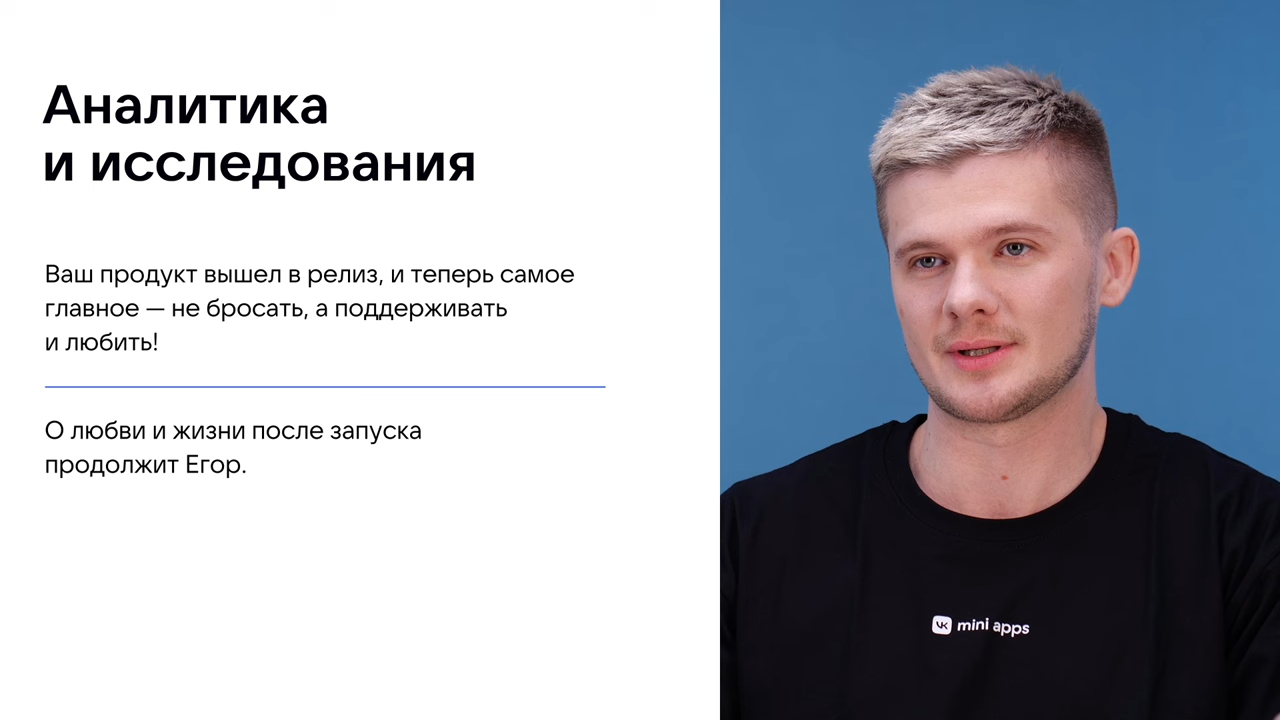 Аналитика
и исследования
Ваш продукт вышел в релиз, и теперь самое
главное — не бросать, а поддерживать
и любить!
О любви и жизни после запуска
продолжит Егор.
VK mini apps